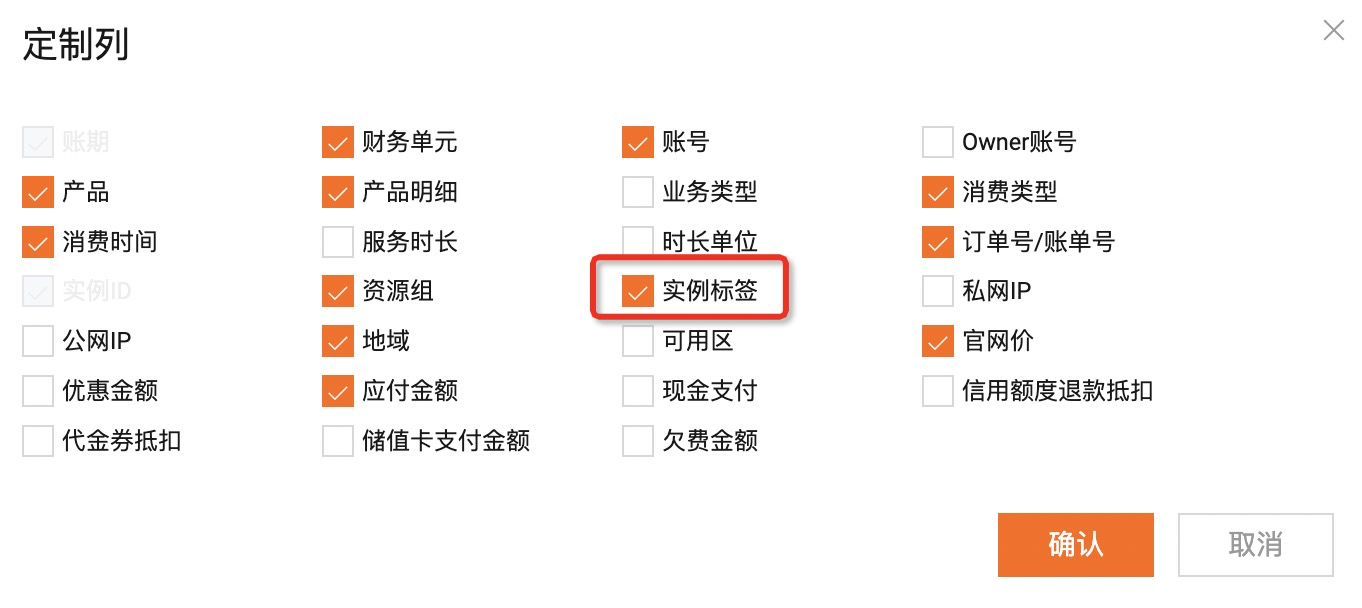 定制列
账期 财务单元 账号 Owner账号
产品 产品明细 业务类型 消费类型
消费时间 服务时长 时长单位 订单号/账单号
实例ID 资源组 实例标签 私网IP
公网IP 地域 可用区 官网价
优惠金额 应付金额 现金支付 信用额度退款抵扣
代金券抵扣 储值卡支付金额 欠费金额
确认 取消